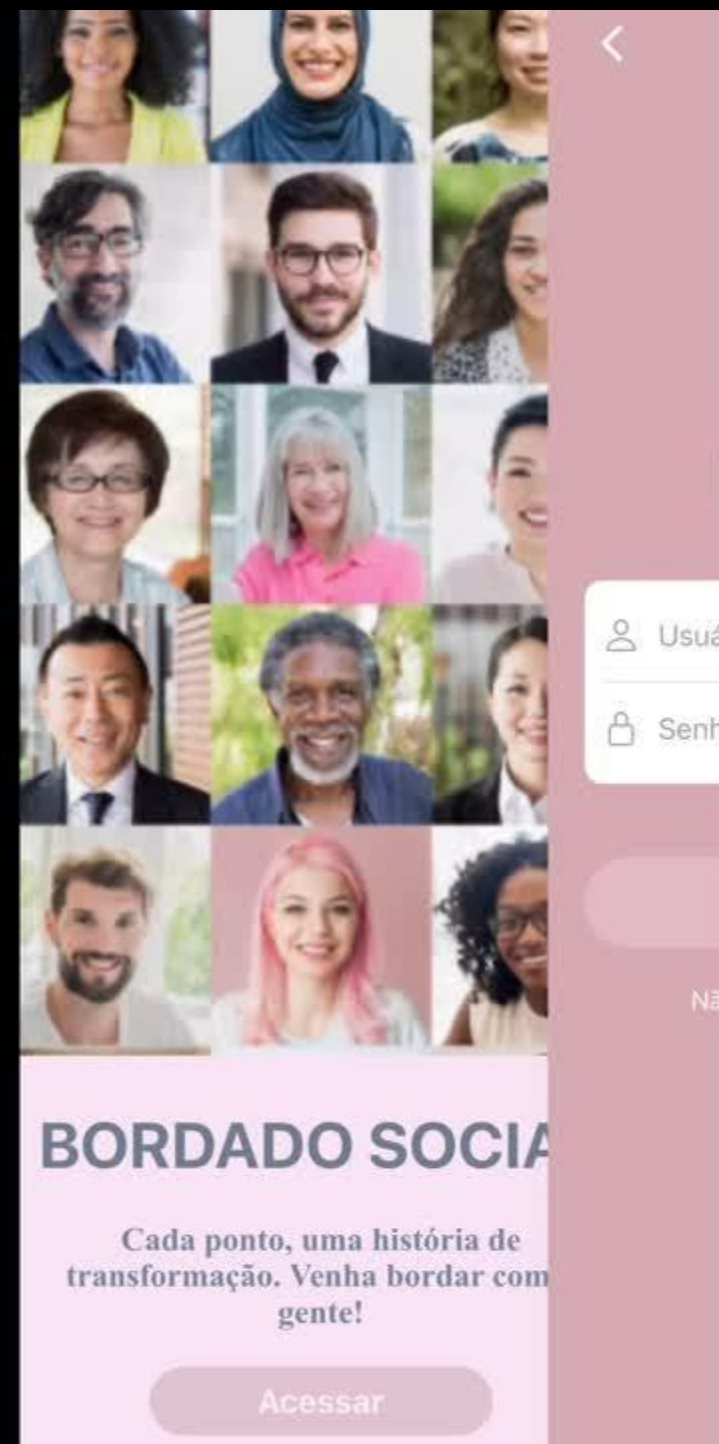 BORDADO SOCIA
Cada ponto, uma história de
transformação. Venha bordar com
gente!
Acessar
Usuá
Senh
Nã